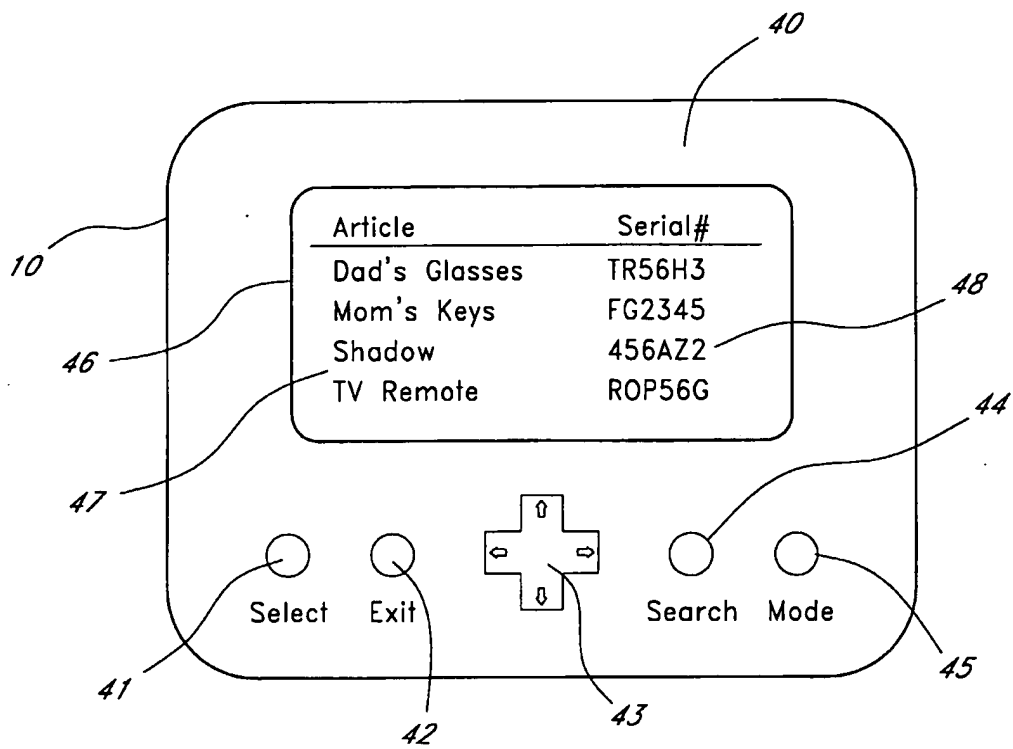 40
Article Serial#
10
Dad's Glasses TR56H3
Mom's Keys FG2345
48
46
Shadow 456AZ2
TV Remote ROP56G
44
47
Select Exit Search Mode
41
42
43
45